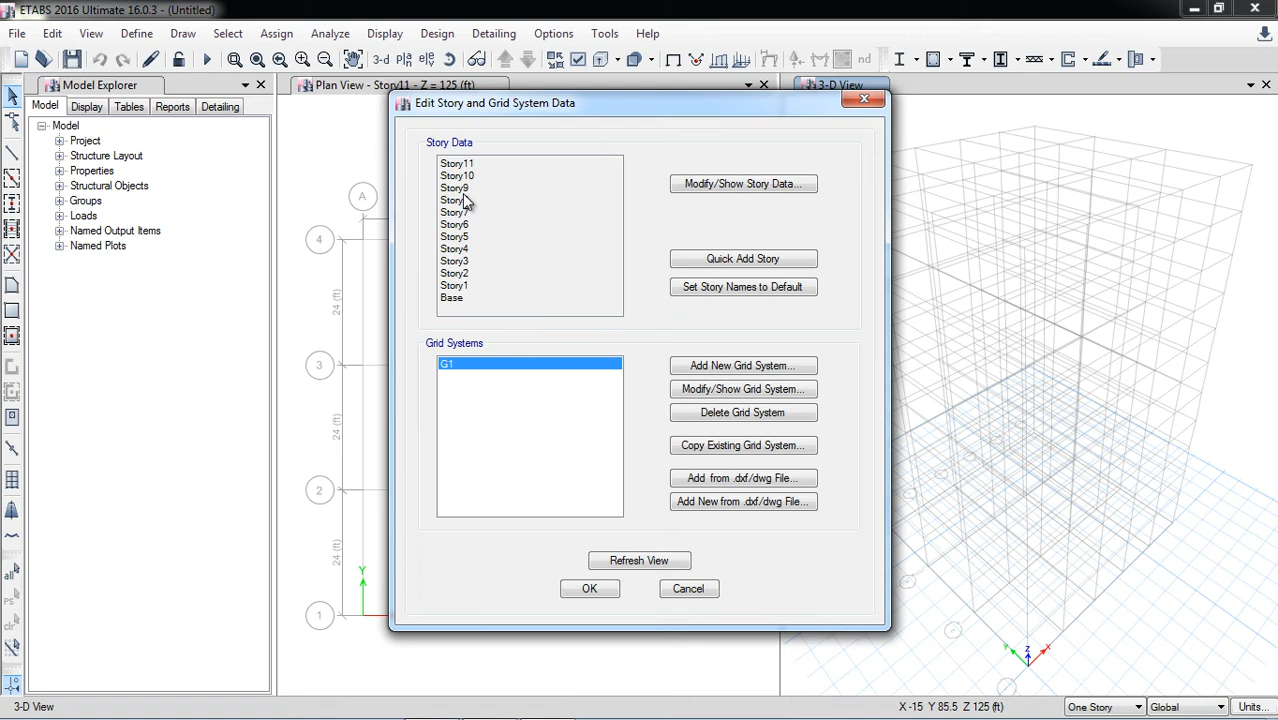 ETABS 2016 Ultimate 16.0.3 - (Untitled)
File Edit View Define Draw Select Assign Analyze Display Design Detailing Options Tools Help
3-d nd
Model Explorer
Plan View - Story11 - Z = 125 (ft)
3-D View
Model Display Tables Reports Detailing
Model
Project
Structure Layout
Properties
Structural Objects
Groups
Loads
Named Output Items
Named Plots
A
4
3
2
1
24 (ft)
24 (ft)
24 (ft)
Y
Edit Story and Grid System Data
Story Data
Story11
Story10
Story9
Story7
Story6
Story5
Story4
Story3
Story2
Story1
Base
Modify/Show Story Data...
Quick Add Story
Set Story Names to Default
Grid Systems
G1
Add New Grid System...
Modify/Show Grid System...
Delete Grid System
Copy Existing Grid System...
Add from .dxf/dwg File...
Add New from .dxf/dwg File...
Refresh View
OK Cancel
Y Z X
all
PS
clr
3-D View
X -15 Y 85.5 Z 125 (ft)
One Story
Global
Units...